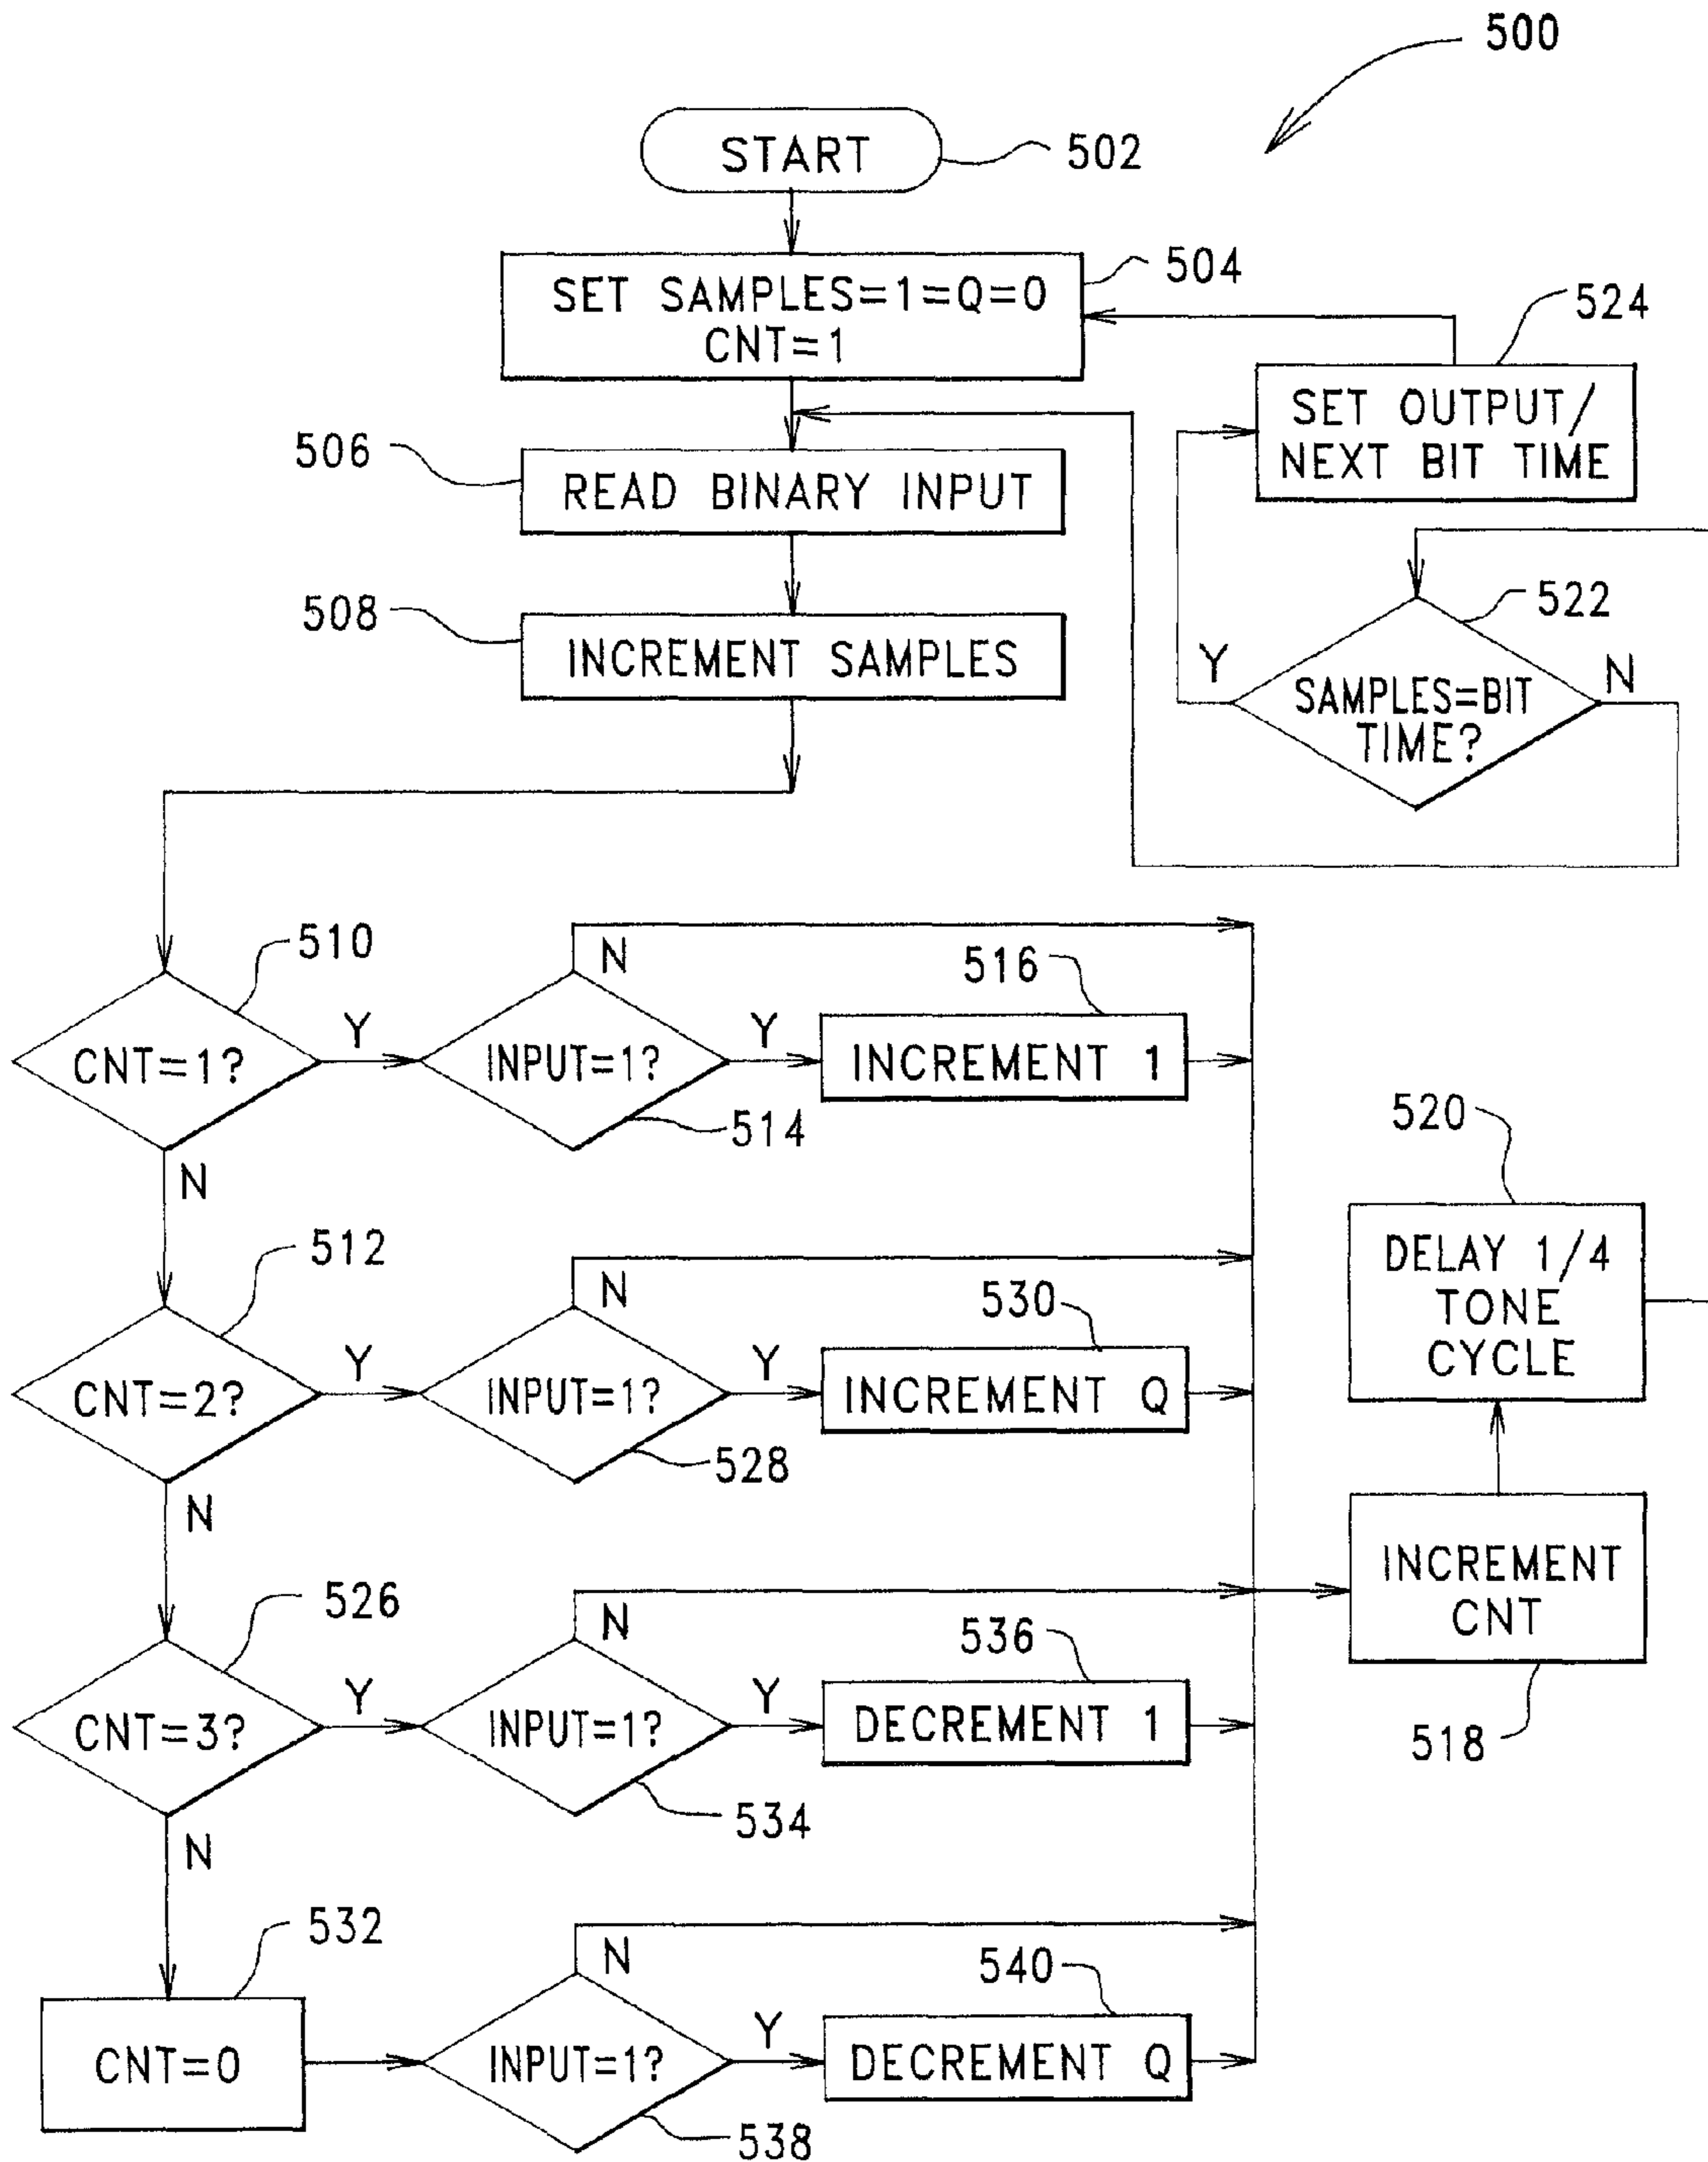 500
START
502
SET SAMPLES=1=Q=0
CNT=1
504
524
SET OUTPUT/
NEXT BIT TIME
506
READ BINARY INPUT
508
INCREMENT SAMPLES
522
Y
SAMPLES=BIT
TIME?
N
510
CNT=1?
Y
N
INPUT=1?
514
N
Y
516
INCREMENT 1
512
CNT=2?
Y
N
INPUT=1?
528
N
Y
530
INCREMENT Q
520
DELAY 1/4
TONE
CYCLE
526
CNT=3?
Y
N
INPUT=1?
534
N
Y
536
DECREMENT 1
INCREMENT
CNT
518
532
CNT=0
N
INPUT=1?
538
Y
540
DECREMENT Q